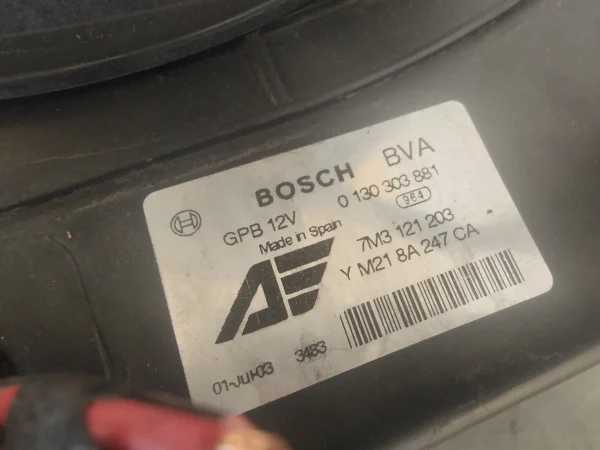 BOSCH BVA
GPB 12V 0 130 303 881
Made in Spain 964
7M3 121 203
Y M21 8A 247 CA
01-Jul-03 3483